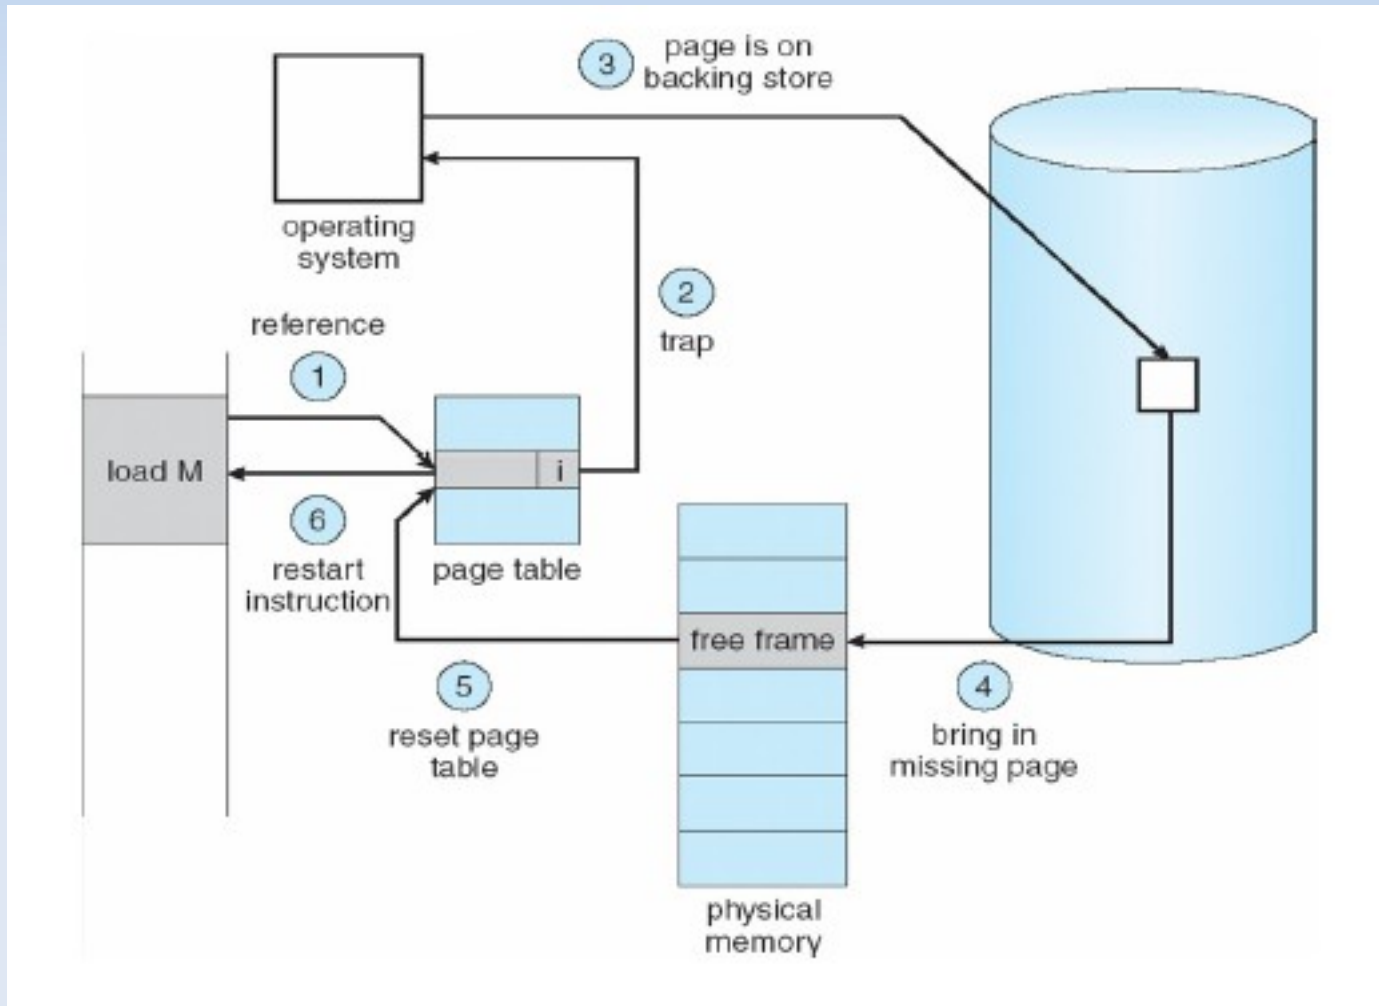 3
page is on
backing store
operating
system
2
trap
reference
1
load M
i
6
restart
instruction
page table
free frame
5
reset page
table
4
bring in
missing page
physical
memory